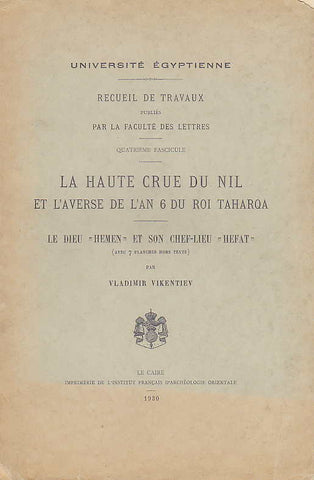 UNIVERSITÉ ÉGYPTIENNE
RECUEIL DE TRAVAUX
PUBLIÉS
PAR LA FACULTÉ DES LETTRES
QUATRIÈME FASCICULE
LA HAUTE CRUE DU NIL
ET L'AVERSE DE L'AN 6 DU ROI TAHARQA
LE DIEU "HEMEN" ET SON CHEF-LIEU "HEFAT"
(AVEC 7 PLANCHES HORS TEXTE)
PAR
VLADIMIR VIKENTIEV
LE CAIRE
IMPRIMERIE DE L'INSTITUT FRANÇAIS D'ARCHÉOLOGIE ORIENTALE
1930